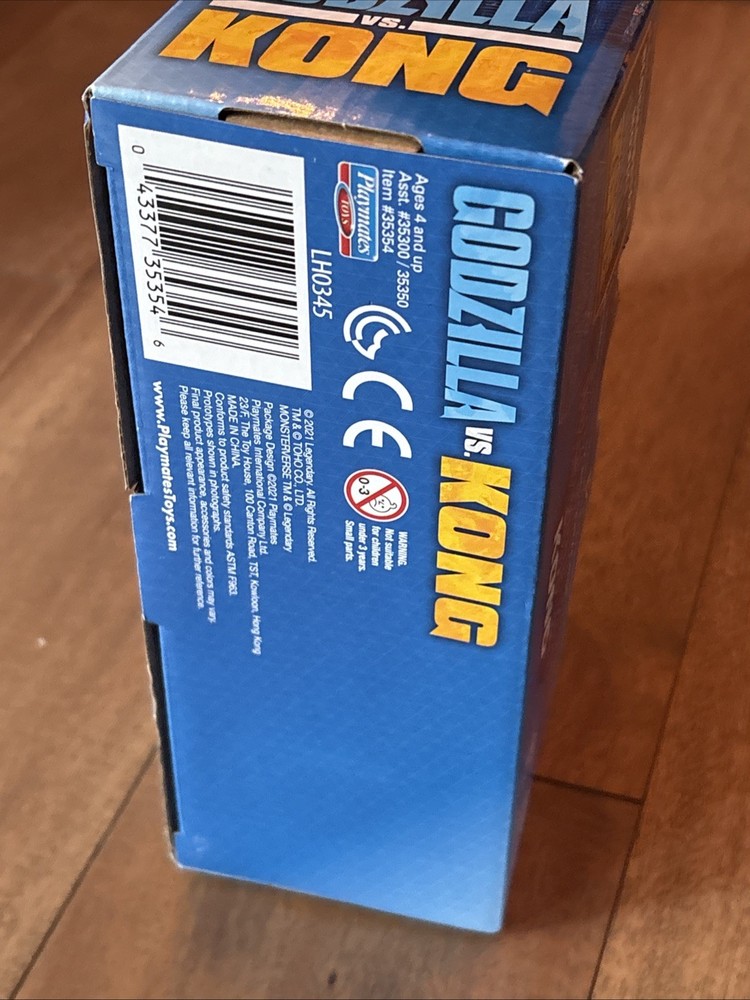 GODZILLA
VS.
KONG
GODZILLA VS. KONG
Ages 4 and up
Asst. #35300 / 35350
Item #35354
Playmates
TOYS
CE
0-3
WARNING.
Not suitable
for children
under 3 years.
Small parts.
LH0345
0 43377 35354 6
© 2021 Legendary. All Rights Reserved.
TM & © TOHO CO., LTD.
MONSTERVERSE TM & © Legendary
Package Design ©2021 Playmates
Playmates International Company Ltd.
23/F, The Toy House, 100 Canton Road, TST, Kowloon, Hong Kong
MADE IN CHINA.
Conforms to product safety standards ASTM F963.
Prototypes shown in photographs.
Final product appearance, accessories and colors may vary.
Please keep all relevant information for further reference.
www.PlaymatesToys.com